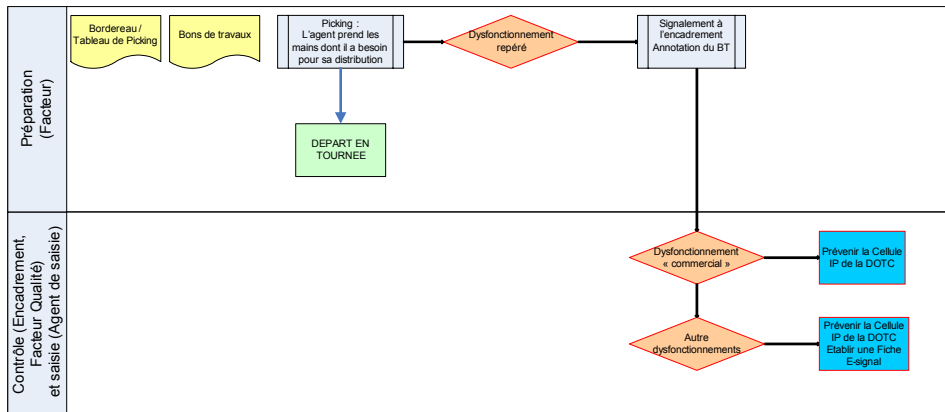 Préparation
(Facteur)
Bordereau /
Tableau de Picking
Bons de travaux
Picking :
L'agent prend les
mains dont il a besoin
pour sa distribution
Dysfonctionnement
repéré
Signalement à
l'encadrement
Annotation du BT
DEPART EN
TOURNEE
Contrôle (Encadrement,
Facteur Qualité)
et saisie (Agent de saisie)
Dysfonctionnement
« commercial »
Prévenir la Cellule
IP de la DOTC
Autre
dysfonctionnements
Prévenir la Cellule
IP de la DOTC
Etablir une Fiche
E-signal